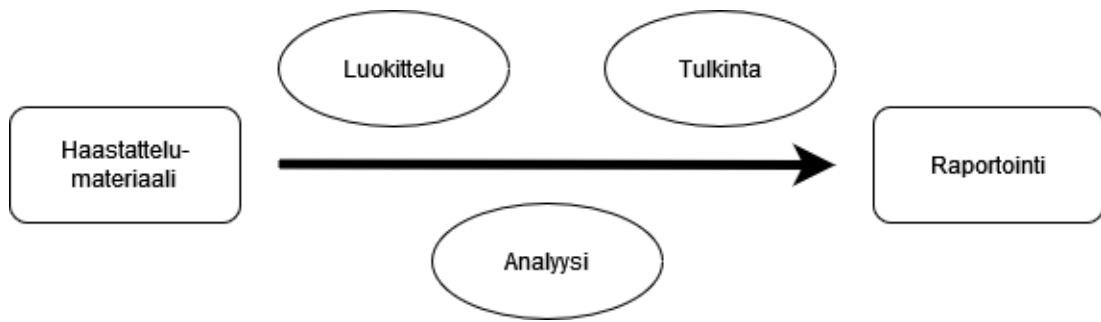 Luokittelu
Tulkinta
Haastattelu-
materiaali
Raportointi
Analyysi